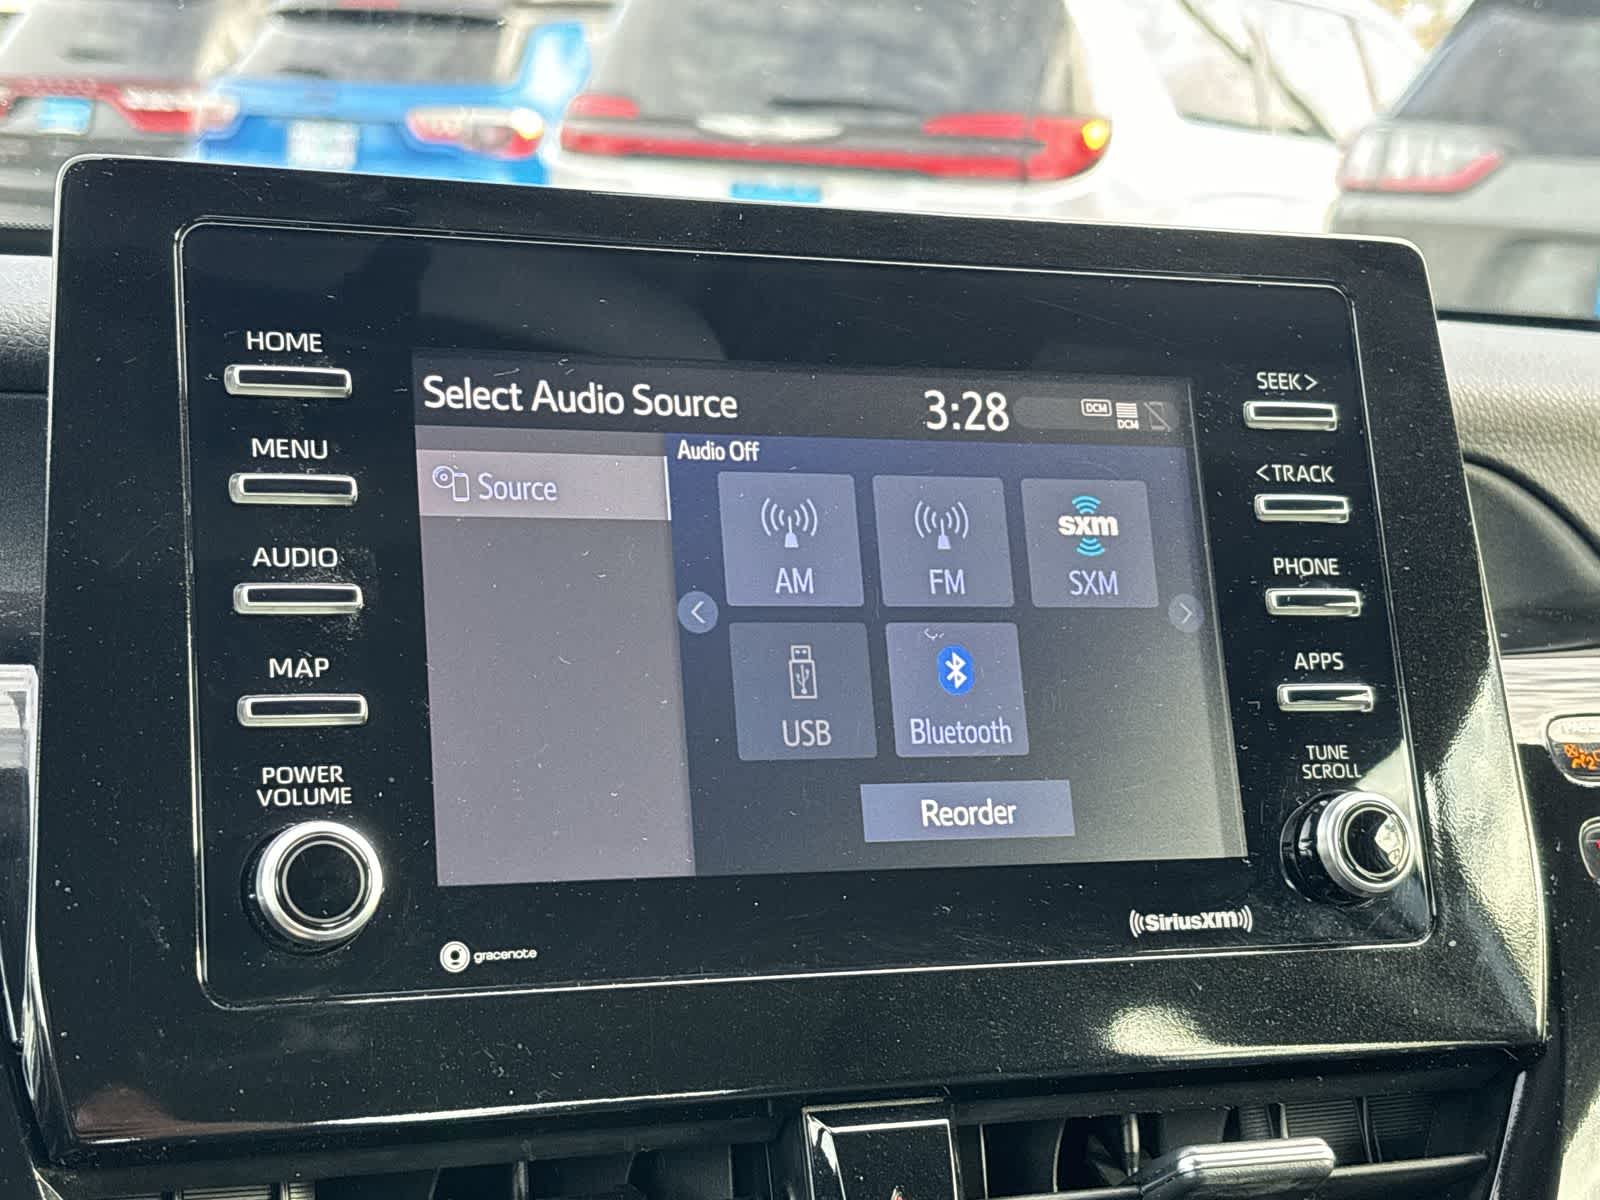 HOME
MENU
AUDIO
MAP
POWER
VOLUME
Select Audio Source
3:28
DCM
DCM
Source
Audio Off
AM
FM
sxm
SXM
USB
Bluetooth
Reorder
SEEK >
< TRACK
PHONE
APPS
TUNE
SCROLL
gracenote
((SiriusXM))